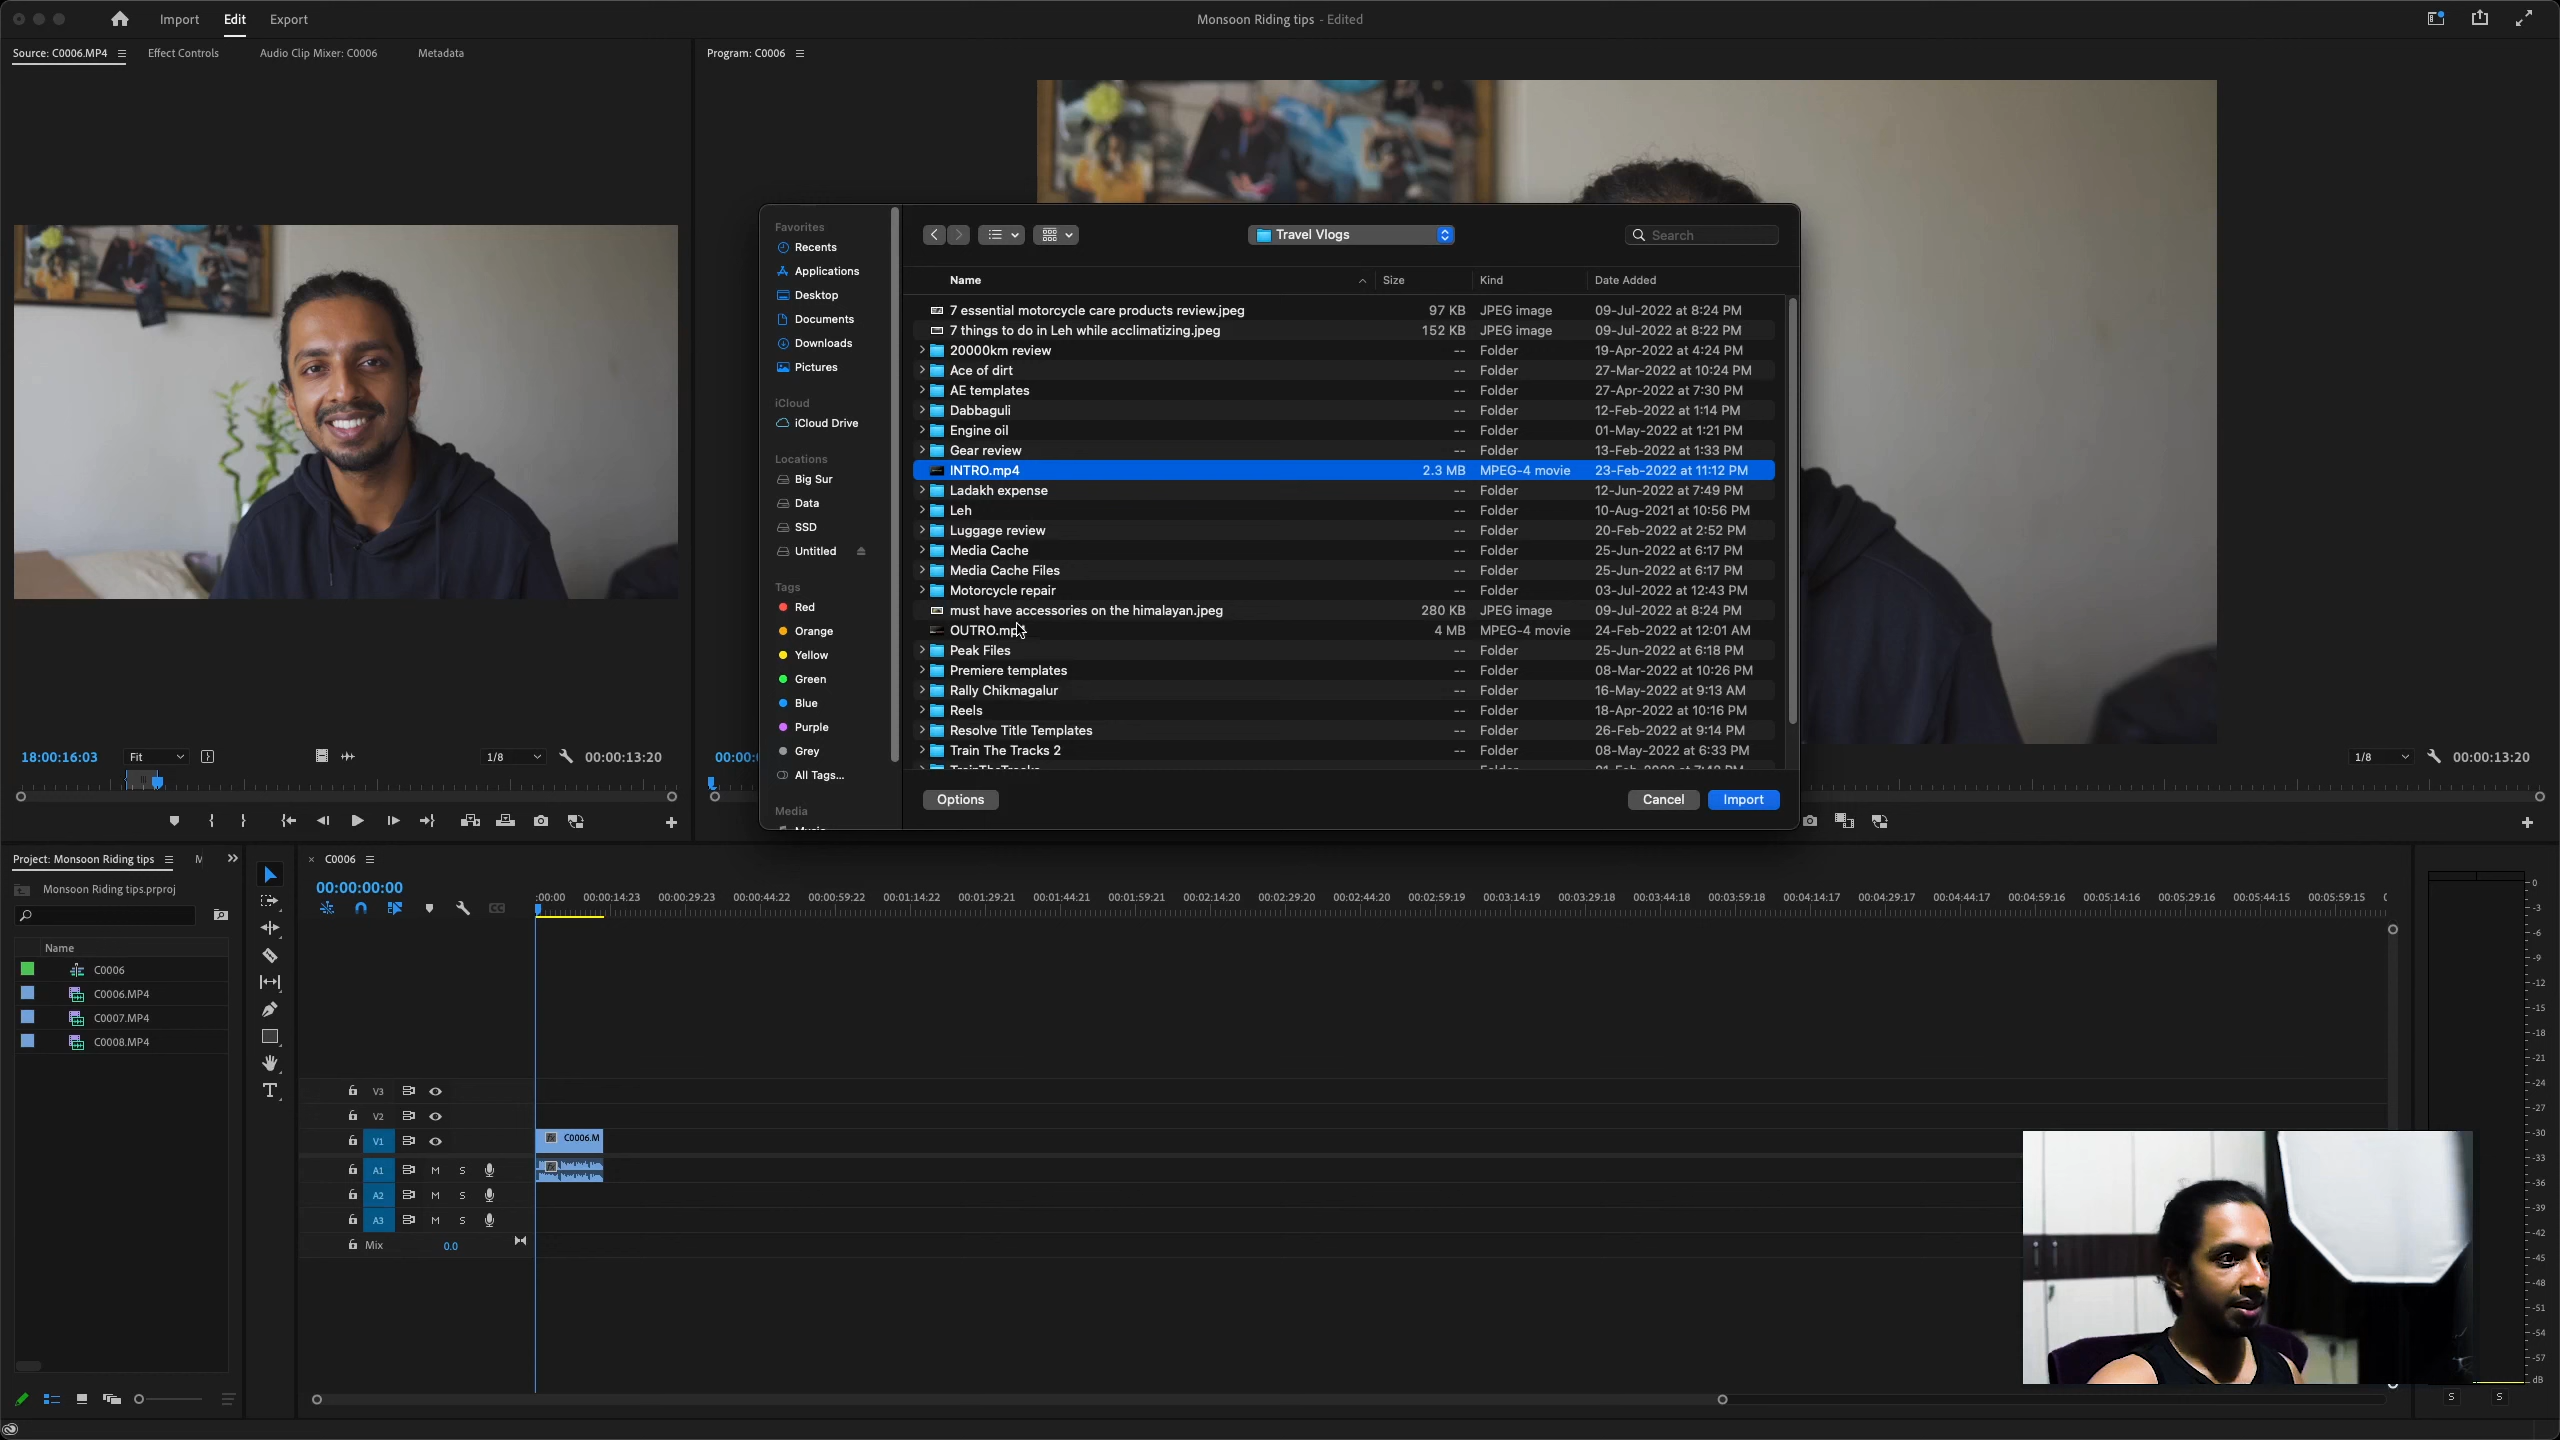 Import Edit Export
Monsoon Riding tips - Edited
Source: C0006.MP4 Effect Controls Audio Clip Mixer: C0006 Metadata
Program: C0006
Favorites
Recents
Applications
Desktop
Documents
Downloads
Pictures
iCloud
iCloud Drive
Locations
Big Sur
Data
SSD
Untitled
Tags
Red
Orange
Yellow
Green
Blue
Purple
Grey
All Tags...
Media
Travel Vlogs
Search
Name Size Kind Date Added
7 essential motorcycle care products review.jpeg 97 KB JPEG image 09-Jul-2022 at 8:24 PM
7 things to do in Leh while acclimatizing.jpeg 152 KB JPEG image 09-Jul-2022 at 8:22 PM
20000km review -- Folder 19-Apr-2022 at 4:24 PM
Ace of dirt -- Folder 27-Mar-2022 at 10:24 PM
AE templates -- Folder 27-Apr-2022 at 7:30 PM
Dabbaguli -- Folder 12-Feb-2022 at 1:14 PM
Engine oil -- Folder 01-May-2022 at 1:21 PM
Gear review -- Folder 13-Feb-2022 at 1:33 PM
INTRO.mp4 2.3 MB MPEG-4 movie 23-Feb-2022 at 11:12 PM
Ladakh expense -- Folder 12-Jun-2022 at 7:49 PM
Leh -- Folder 10-Aug-2021 at 10:56 PM
Luggage review -- Folder 20-Feb-2022 at 2:52 PM
Media Cache -- Folder 25-Jun-2022 at 6:17 PM
Media Cache Files -- Folder 25-Jun-2022 at 6:17 PM
Motorcycle repair -- Folder 03-Jul-2022 at 12:43 PM
must have accessories on the himalayan.jpeg 280 KB JPEG image 09-Jul-2022 at 8:24 PM
OUTRO.mp4 4 MB MPEG-4 movie 24-Feb-2022 at 12:01 AM
Peak Files -- Folder 25-Jun-2022 at 6:18 PM
Premiere templates -- Folder 08-Mar-2022 at 10:26 PM
Rally Chikmagalur -- Folder 16-May-2022 at 9:13 AM
Reels -- Folder 18-Apr-2022 at 10:16 PM
Resolve Title Templates -- Folder 26-Feb-2022 at 9:14 PM
Train The Tracks 2 -- Folder 08-May-2022 at 6:33 PM
Options Cancel Import
18:00:16:03 Fit 1/8 00:00:13:20
00:00: 1/8 00:00:13:20
Project: Monsoon Riding tips
Monsoon Riding tips.prproj
Name
C0006
C0006.MP4
C0007.MP4
C0008.MP4
C0006
00:00:00:00
:00:00 00:00:14:23 00:00:29:23 00:00:44:22 00:00:59:22 00:01:14:22 00:01:29:21 00:01:44:21 00:01:59:21 00:02:14:20 00:02:29:20 00:02:44:20 00:02:59:19 00:03:14:19 00:03:29:18 00:03:44:18 00:03:59:18 00:04:14:17 00:04:29:17 00:04:44:17 00:04:59:16 00:05:14:16 00:05:29:16 00:05:44:15 00:05:59:15
V3
V2
V1 C0006.M
A1 M S
A2 M S
A3 M S
Mix 0.0
0
-3
-6
-9
-12
-15
-18
-21
-24
-27
-30
-33
-36
-39
-42
-45
-48
-51
-54
-57
dB
S S